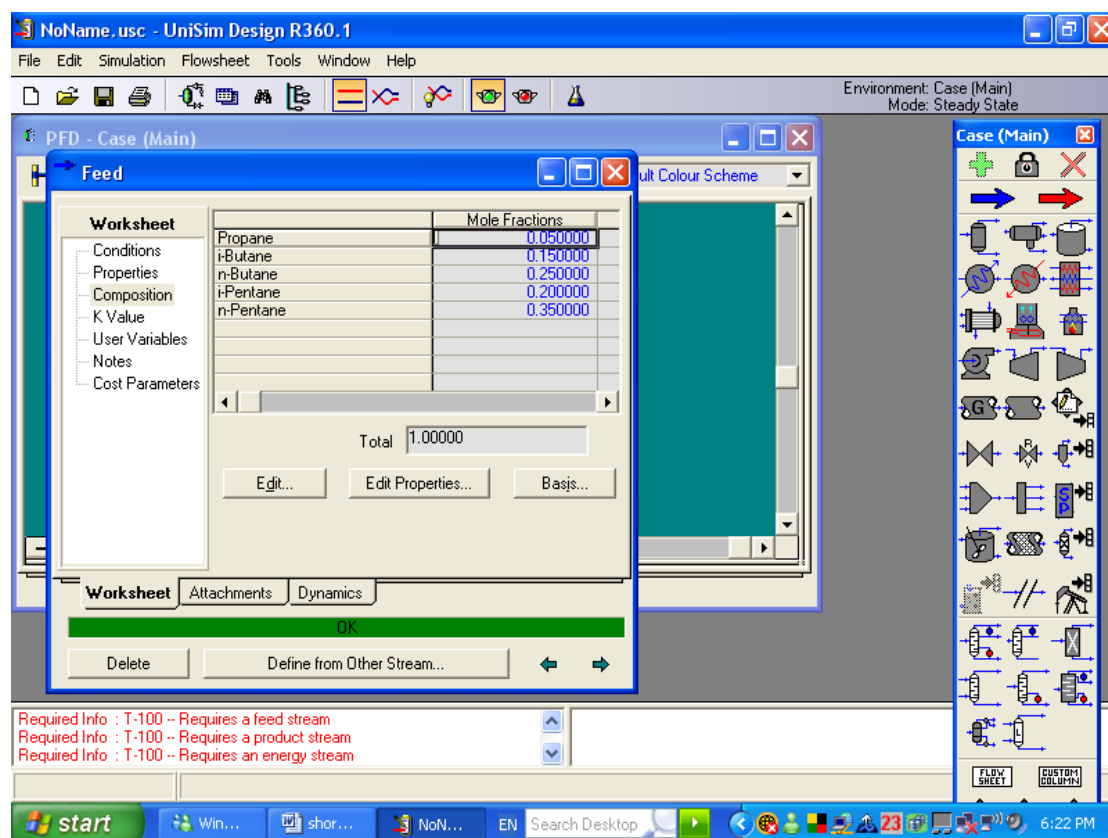 NoName.usc - UniSim Design R360.1
File Edit Simulation Flowsheet Tools Window Help
Environment: Case (Main)
Mode: Steady State
PFD - Case (Main)
Case (Main)
Feed
ult Colour Scheme
Worksheet
Conditions
Properties
Composition
K Value
User Variables
Notes
Cost Parameters
Mole Fractions
Propane 0.050000
i-Butane 0.150000
n-Butane 0.250000
i-Pentane 0.200000
n-Pentane 0.350000
Total 1.00000
Edit... Edit Properties... Basis...
Worksheet Attachments Dynamics
OK
Delete Define from Other Stream...
Required Info : T-100 -- Requires a feed stream
Required Info : T-100 -- Requires a product stream
Required Info : T-100 -- Requires an energy stream
G
R
V
S
P
L
FLOW
SHEET
CUSTOM
COLUMN
start Win... shor... NoN... EN Search Desktop 23 6:22 PM